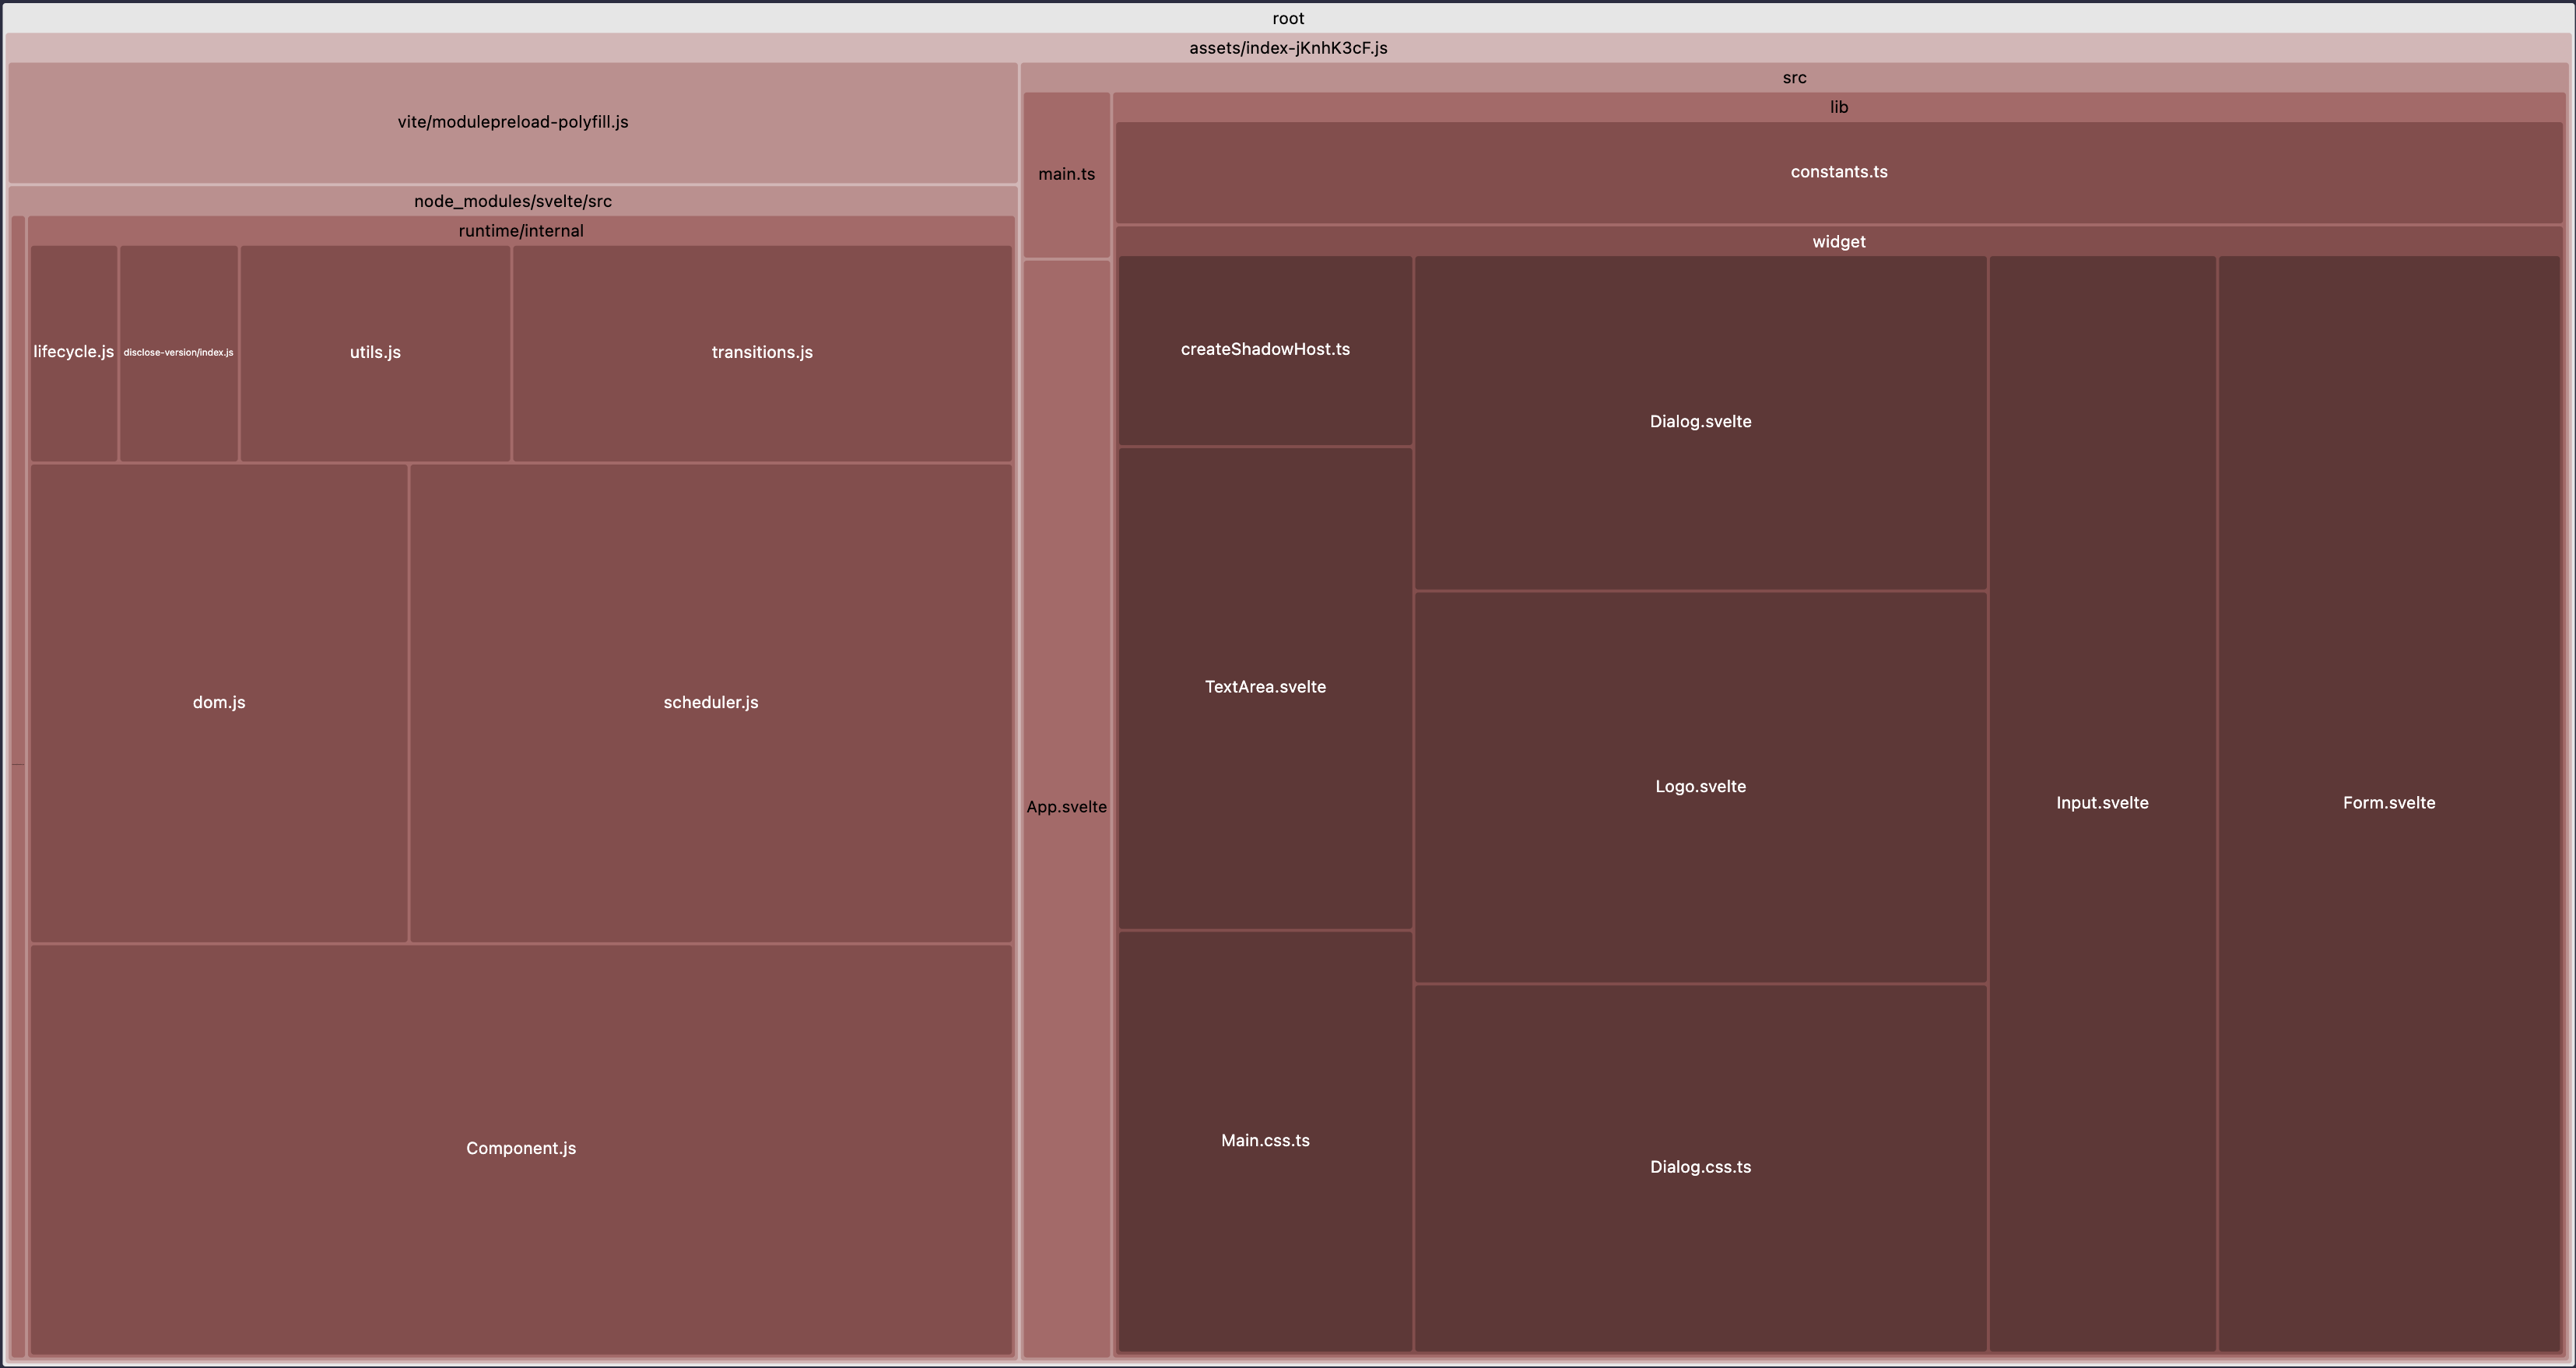 root
assets/index-jKnhK3cF.js
vite/modulepreload-polyfill.js
node_modules/svelte/src
runtime/internal
lifecycle.js
disclose-version/index.js
utils.js
transitions.js
dom.js
scheduler.js
Component.js
src
main.ts
App.svelte
lib
constants.ts
widget
createShadowHost.ts
TextArea.svelte
Main.css.ts
Dialog.svelte
Logo.svelte
Dialog.css.ts
Input.svelte
Form.svelte